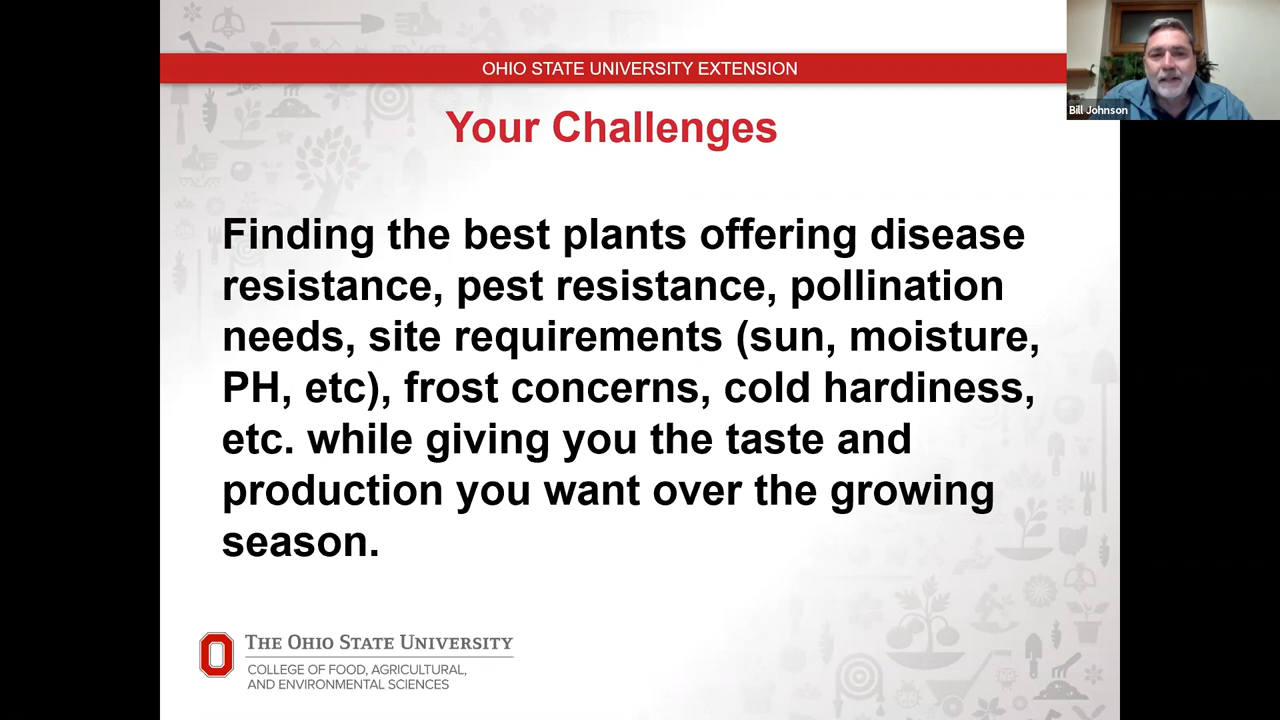 OHIO STATE UNIVERSITY EXTENSION
Bill Johnson
Your Challenges
Finding the best plants offering disease
resistance, pest resistance, pollination
needs, site requirements (sun, moisture,
PH, etc), frost concerns, cold hardiness,
etc. while giving you the taste and
production you want over the growing
season.
THE OHIO STATE UNIVERSITY
COLLEGE OF FOOD, AGRICULTURAL,
AND ENVIRONMENTAL SCIENCES